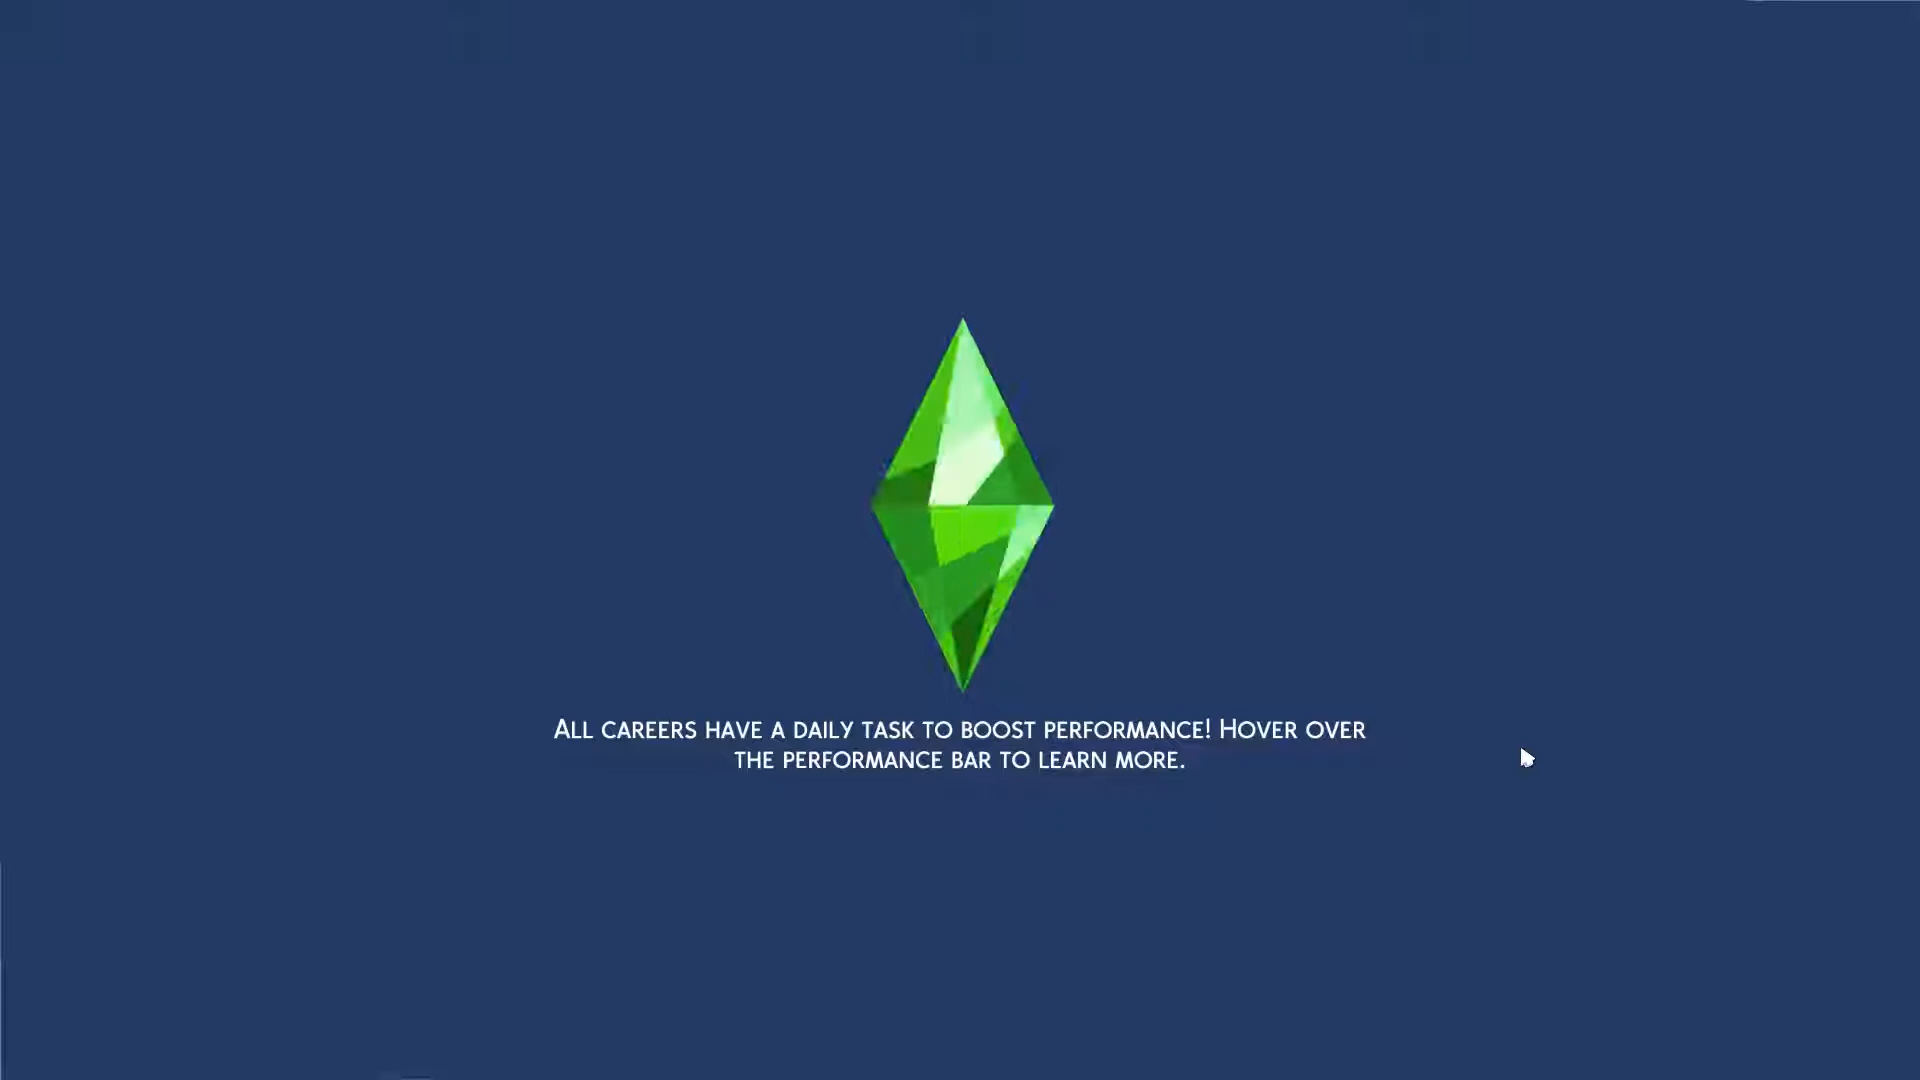 ALL CAREERS HAVE A DAILY TASK TO BOOST PERFORMANCE! HOVER OVER
THE PERFORMANCE BAR TO LEARN MORE.